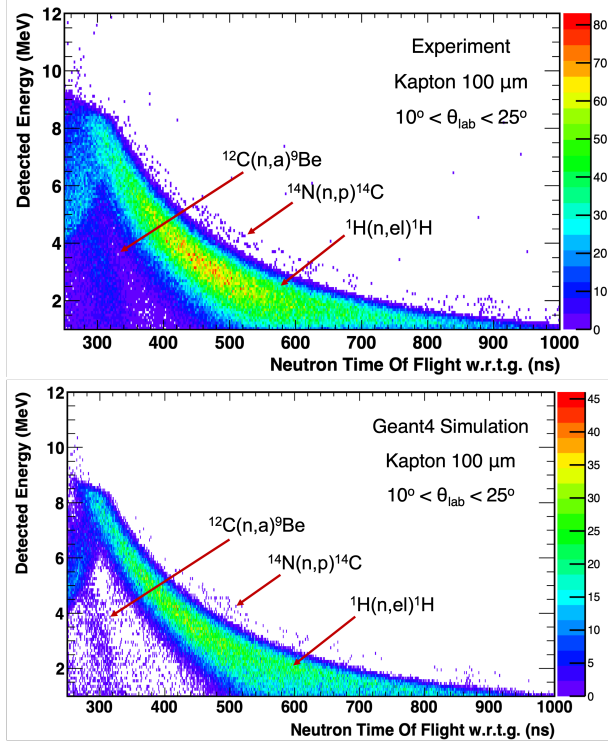 Detected Energy (MeV)
12
10
8
6
4
2
Experiment
Kapton 100 μm
10° < θlab < 25°
¹²C(n,a)⁹Be
¹⁴N(n,p)¹⁴C
¹H(n,el)¹H
80
70
60
50
40
30
20
10
0
300 400 500 600 700 800 900 1000
Neutron Time Of Flight w.r.t.g. (ns)
Detected Energy (MeV)
12
10
8
6
4
2
Geant4 Simulation
Kapton 100 μm
10° < θlab < 25°
¹²C(n,a)⁹Be
¹⁴N(n,p)¹⁴C
¹H(n,el)¹H
45
40
35
30
25
20
15
10
5
0
300 400 500 600 700 800 900 1000
Neutron Time Of Flight w.r.t.g. (ns)